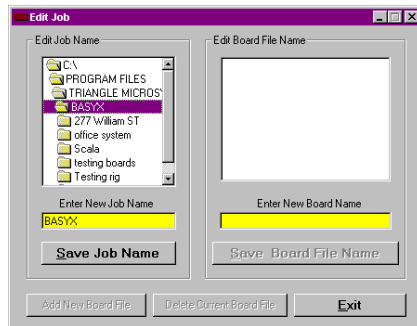 Edit Job
Edit Job Name
C:\
PROGRAM FILES
TRIANGLE MICROS
BASYX
277 William ST
office system
Scala
testing boards
Testing rig
Enter New Job Name
BASYX
Save Job Name
Edit Board File Name
Enter New Board Name
Save Board File Name
Add New Board File
Delete Current Board File
Exit